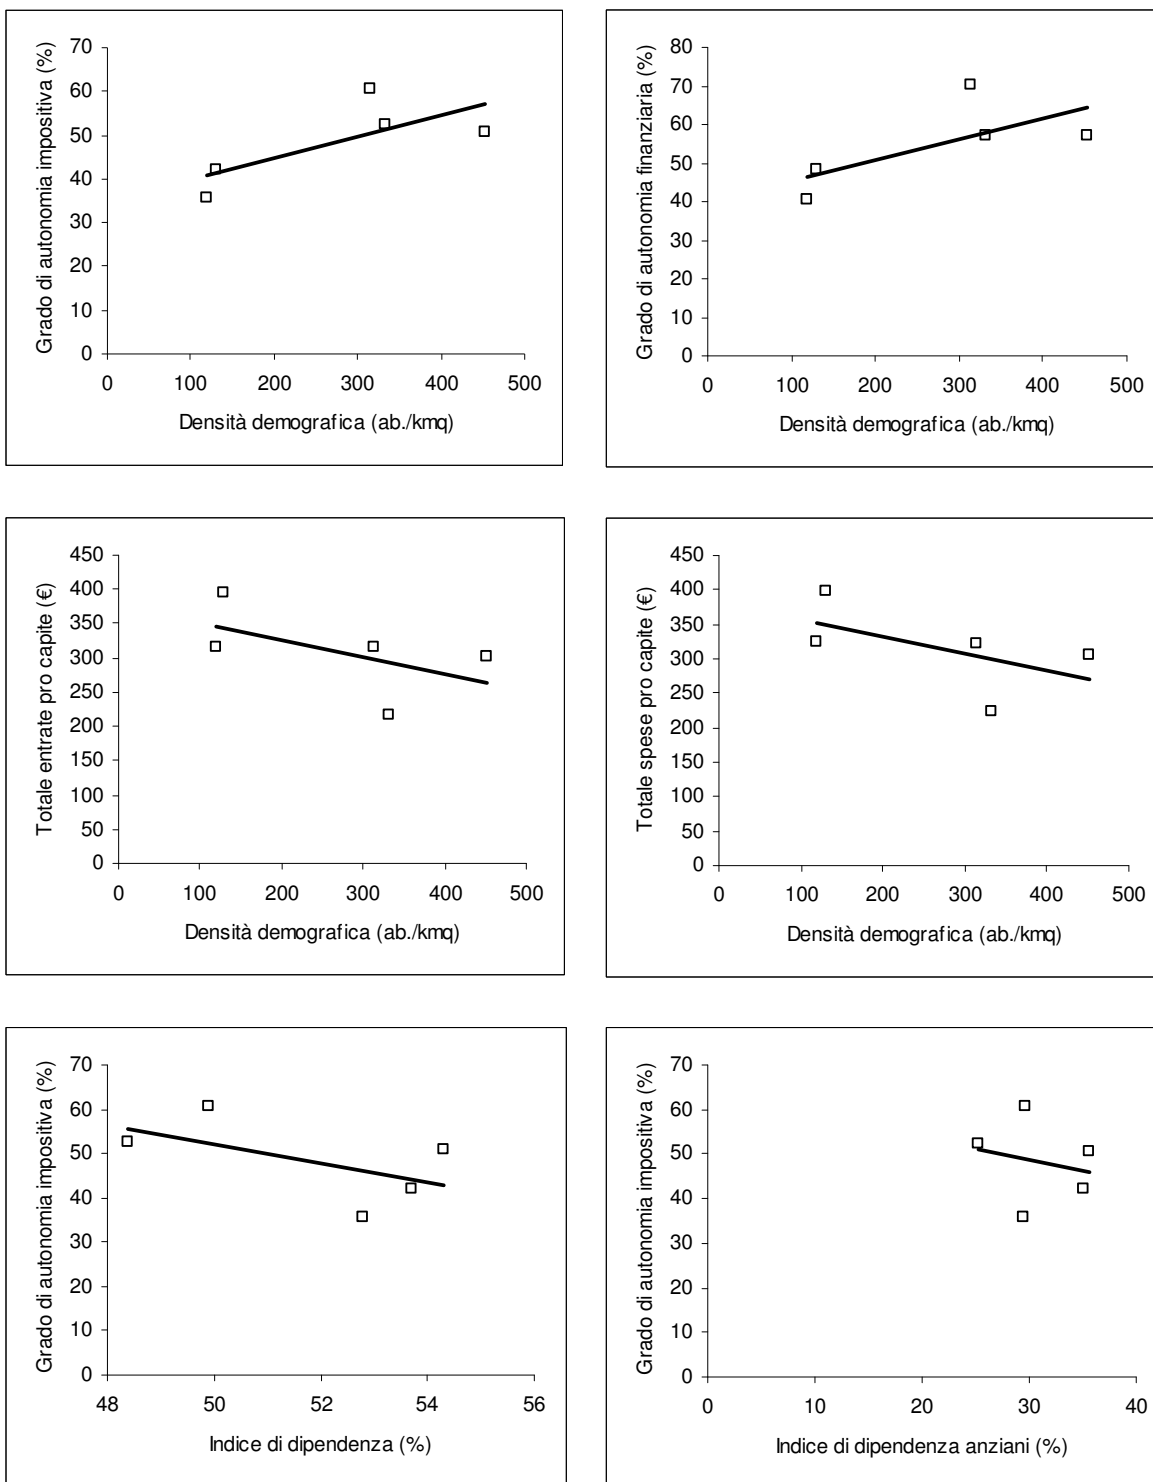 Grado di autonomia impositiva (%)
70
60
50
40
30
20
10
0
0 100 200 300 400 500
Densità demografica (ab./kmq)
Grado di autonomia finanziaria (%)
80
70
60
50
40
30
20
10
0
0 100 200 300 400 500
Densità demografica (ab./kmq)
Totale entrate pro capite (€)
450
400
350
300
250
200
150
100
50
0
0 100 200 300 400 500
Densità demografica (ab./kmq)
Totale spese pro capite (€)
450
400
350
300
250
200
150
100
50
0
0 100 200 300 400 500
Densità demografica (ab./kmq)
Grado di autonomia impositiva (%)
70
60
50
40
30
20
10
0
48 50 52 54 56
Indice di dipendenza (%)
Grado di autonomia impositiva (%)
70
60
50
40
30
20
10
0
0 10 20 30 40
Indice di dipendenza anziani (%)